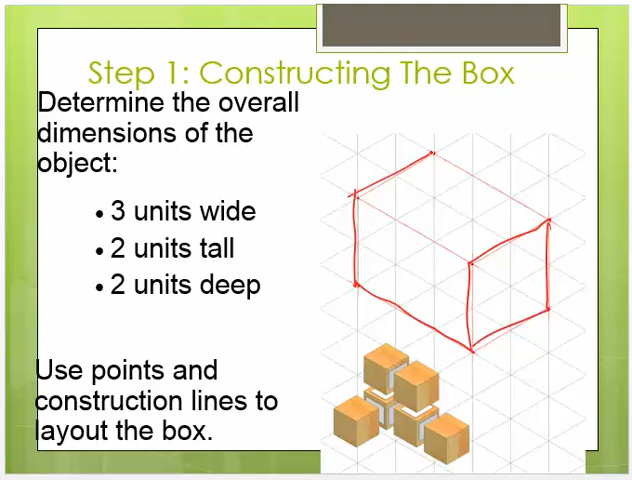 Step 1: Constructing The Box
Determine the overall
dimensions of the
object:
• 3 units wide
• 2 units tall
• 2 units deep
Use points and
construction lines to
layout the box.